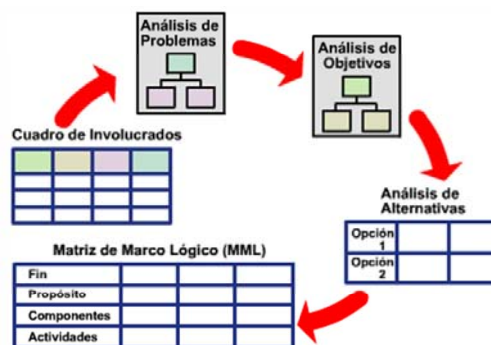 Análisis de
Problemas
Análisis de
Objetivos
Cuadro de Involucrados
Análisis de
Alternativas
Opción
1
Opción
2
Matriz de Marco Lógico (MML)
Fin
Propósito
Componentes
Actividades